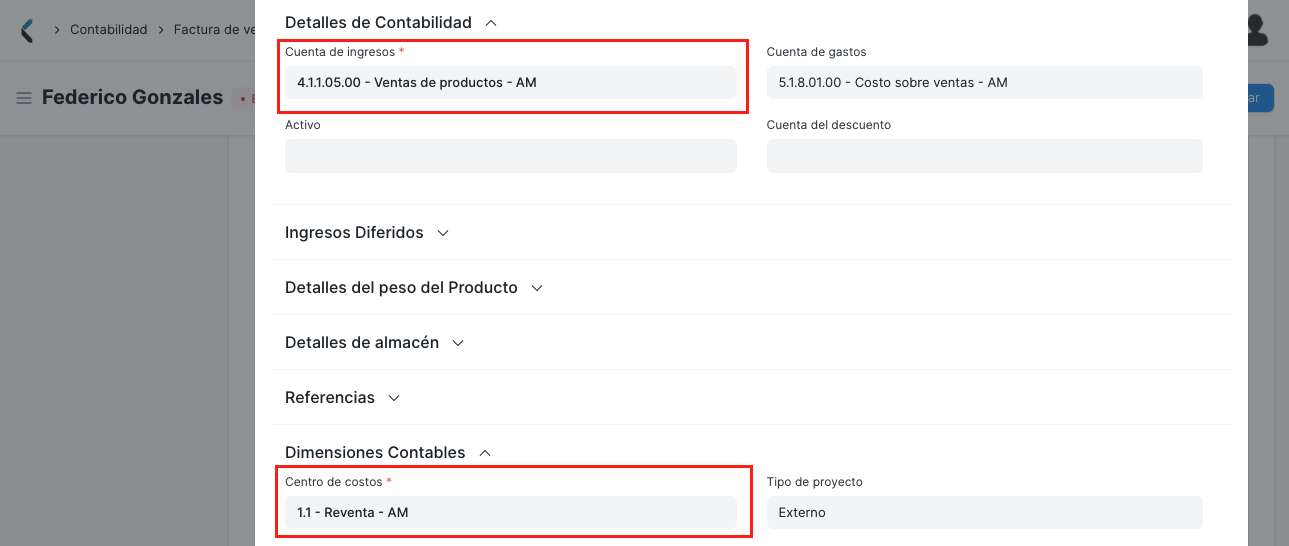 Detalles de Contabilidad
Contabilidad
Factura de ve
Federico Gonzales
Cuenta de ingresos *
Cuenta de gastos
4.1.1.05.00 - Ventas de productos - AM
5.1.8.01.00 - Costo sobre ventas - AM
Activo
Cuenta del descuento
Ingresos Diferidos
Detalles del peso del Producto
Detalles de almacén
Referencias
Dimensiones Contables
Centro de costos *
Tipo de proyecto
1.1 - Reventa - AM
Externo